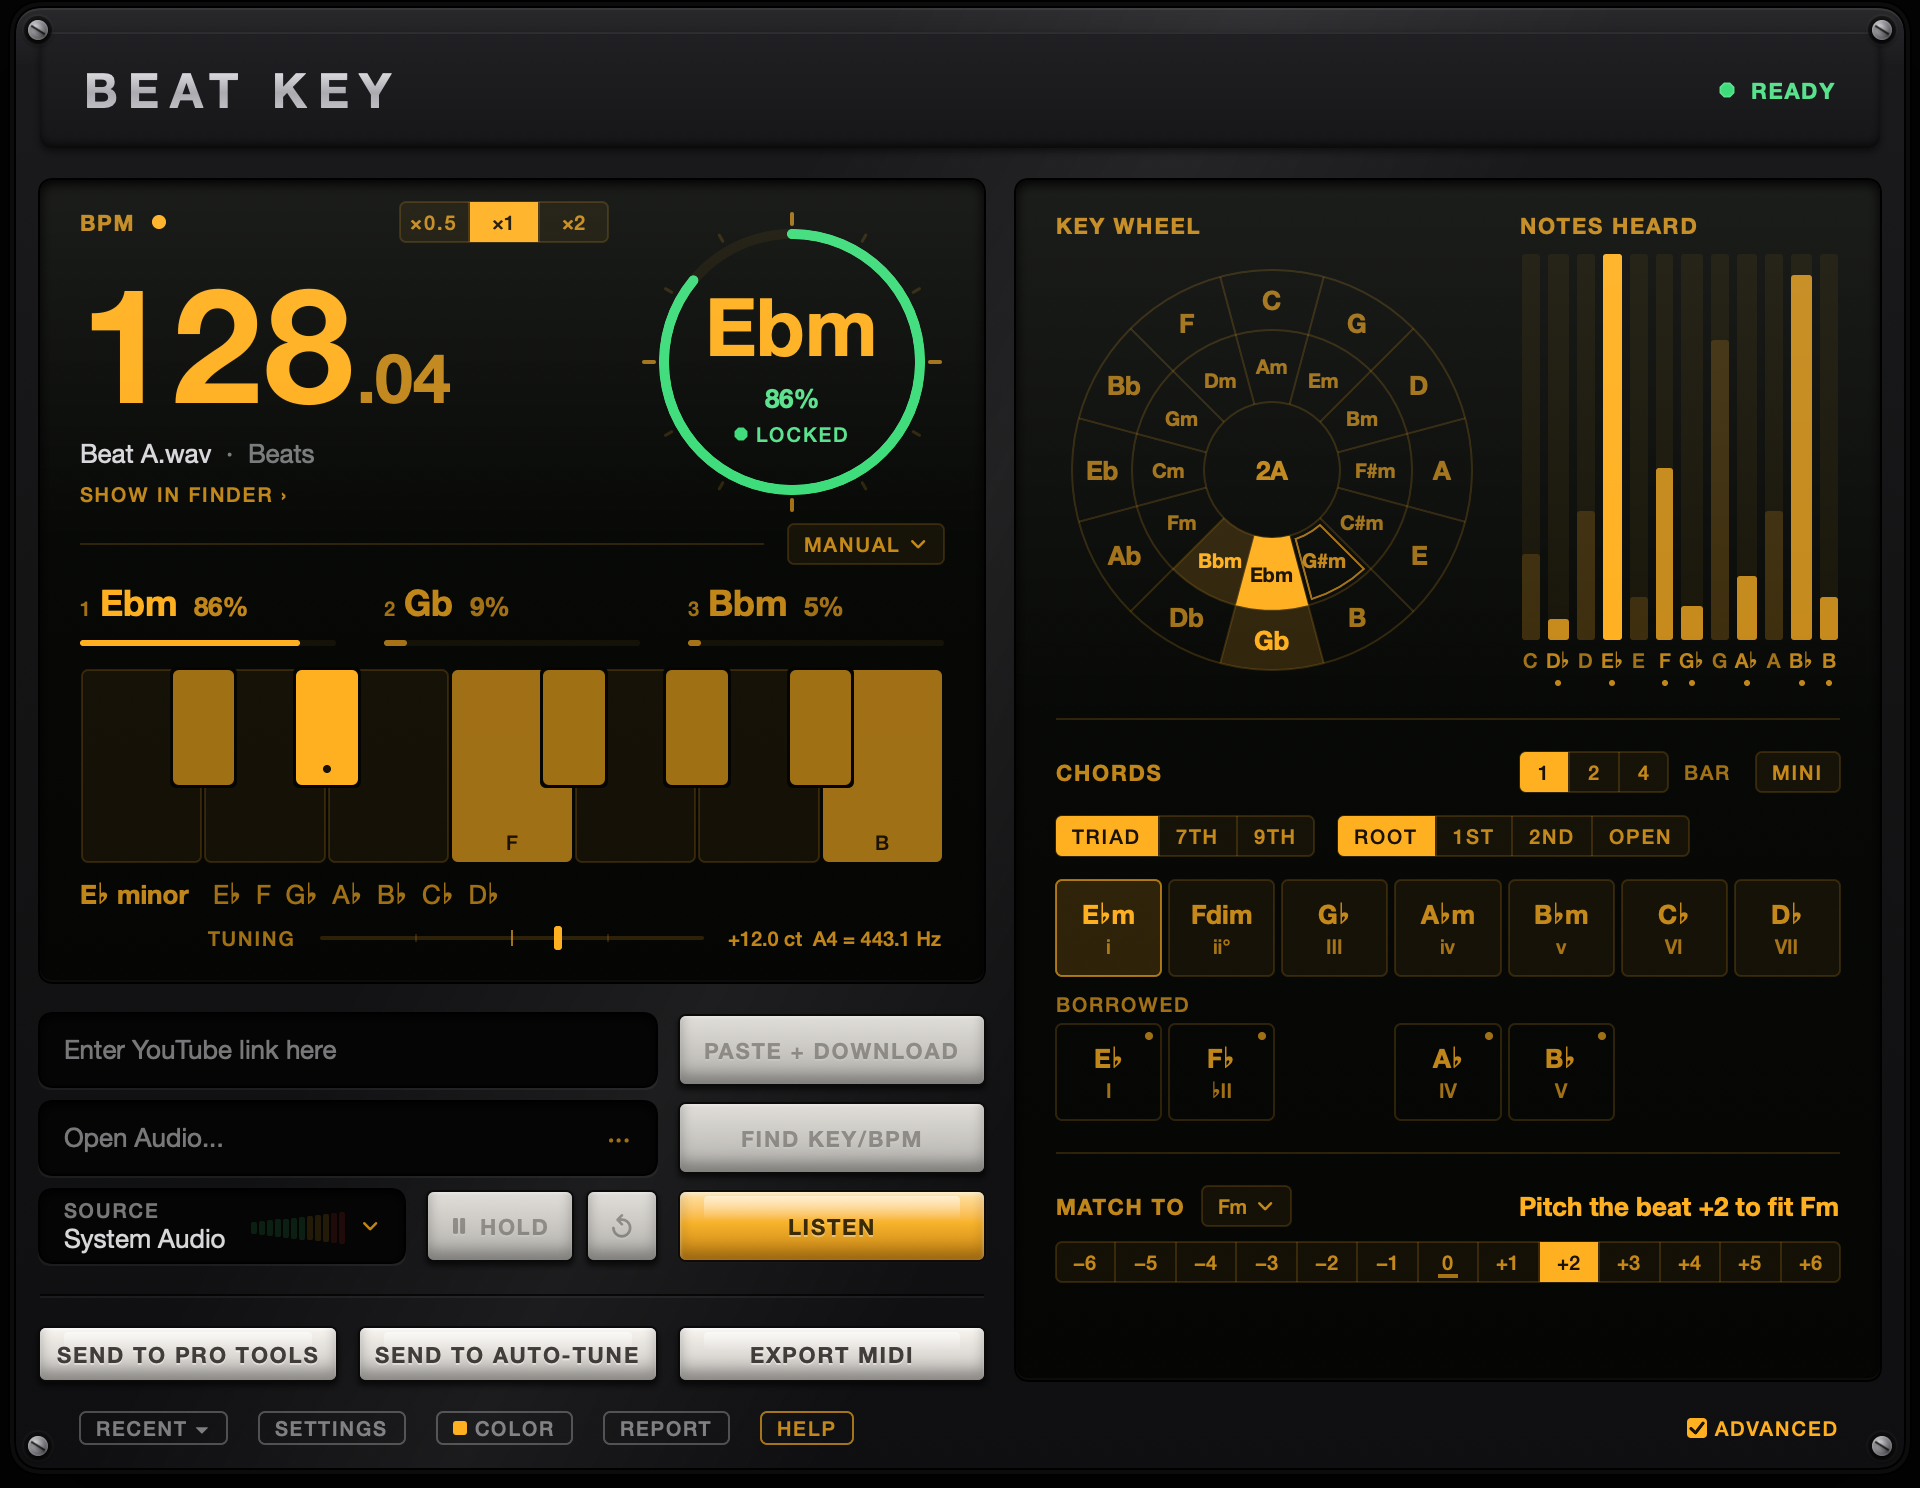 BEAT KEY
READY
BPM
×0.5 ×1 ×2
128.04
Ebm
86%
LOCKED
Beat A.wav · Beats
SHOW IN FINDER ›
MANUAL
1 Ebm 86%
2 Gb 9%
3 Bbm 5%
F B
E♭ minor E♭ F G♭ A♭ B♭ C♭ D♭
TUNING +12.0 ct A4 = 443.1 Hz
Enter YouTube link here
PASTE + DOWNLOAD
Open Audio... ...
FIND KEY/BPM
SOURCE
System Audio
HOLD
LISTEN
SEND TO PRO TOOLS
SEND TO AUTO-TUNE
EXPORT MIDI
RECENT
SETTINGS
COLOR
REPORT
HELP
KEY WHEEL
C G D A E B Gb Db Ab Eb Bb F
Am Em Bm F#m C#m G#m Ebm Bbm Fm Cm Gm Dm
2A
NOTES HEARD
C D♭ D E♭ E F G♭ G A♭ A B♭ B
CHORDS
1 2 4 BAR
MINI
TRIAD 7TH 9TH
ROOT 1ST 2ND OPEN
E♭m Fdim G♭ A♭m B♭m C♭ D♭
i ii° III iv v VI VII
BORROWED
E♭ F♭ A♭ B♭
I ♭II IV V
MATCH TO Fm
Pitch the beat +2 to fit Fm
−6 −5 −4 −3 −2 −1 0 +1 +2 +3 +4 +5 +6
ADVANCED